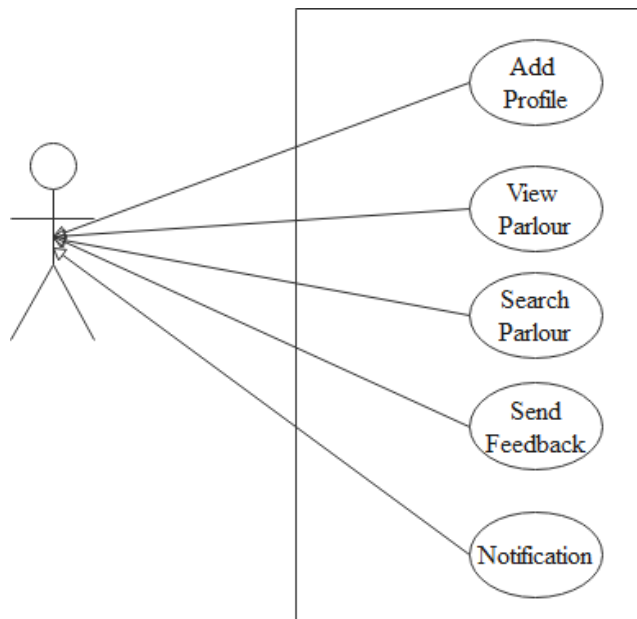 Add
Profile
View
Parlour
Search
Parlour
Send
Feedback
Notification